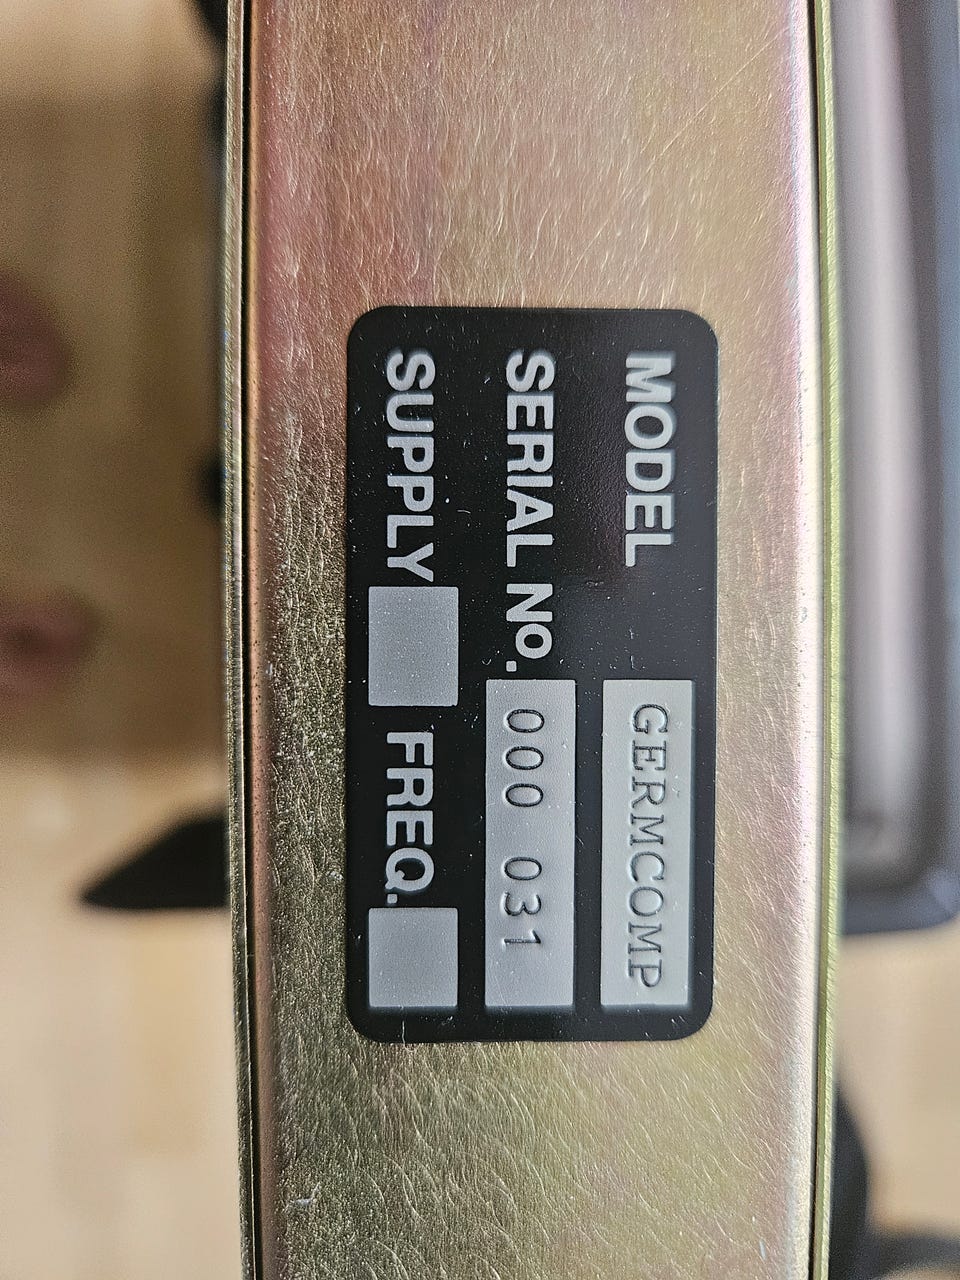 MODEL GERMCOMP
SERIAL NO. 000 031
SUPPLY FREQ.